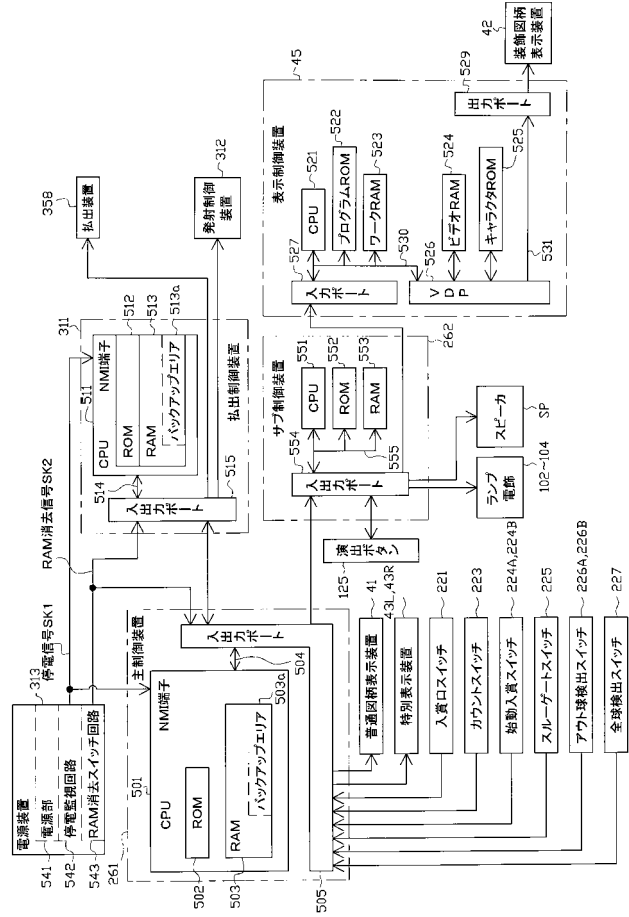 電源装置
313
541
電源部
542
停電監視回路
543
RAM消去スイッチ回路
停電信号SK1
RAM消去信号SK2
261
主制御装置
501
CPU
NMI端子
ROM
502
RAM
503
503a
バックアップエリア
504
入出力ポート
505
311
511
CPU
NMI端子
ROM
512
RAM
513
513a
バックアップエリア
払出制御装置
514
入出力ポート
515
358
払出装置
312
発射制御装置
サブ制御装置
262
CPU
551
ROM
552
RAM
553
554
入出力ポート
555
125
演出ボタン
ランプ電飾
102~104
スピーカ
SP
表示制御装置
45
527
入力ポート
CPU
521
プログラムROM
522
ワークRAM
523
530
526
VDP
ビデオRAM
524
キャラクタROM
525
531
出力ポート
529
42
装飾図柄表示装置
普通図柄表示装置
41
特別表示装置
43L,43R
入賞口スイッチ
221
カウントスイッチ
223
始動入賞スイッチ
224A,224B
スルーゲートスイッチ
225
アウト球検出スイッチ
226A,226B
全球検出スイッチ
227